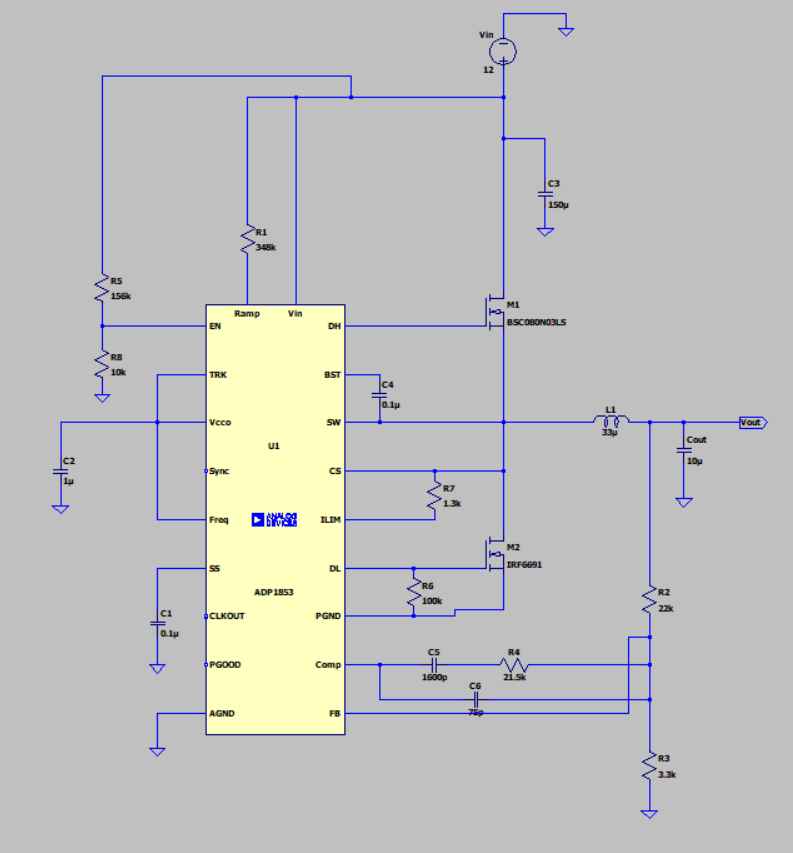 Vin
12
C3
150µ
R1
348k
R5
156k
M1
BSC080N03LS
Ramp
Vin
EN
DH
R8
10k
TRK
BST
C4
0.1µ
Vcco
SW
L1
33µ
Vout
Cout
10µ
U1
C2
1µ
Sync
CS
R7
1.3k
Freq
ANALOG
DEVICES
ILIM
M2
IRF6691
SS
DL
ADP1853
R6
100k
R2
22k
C1
0.1µ
CLKOUT
PGND
PGOOD
Comp
C5
1600p
R4
21.5k
C6
75p
AGND
FB
R3
3.3k